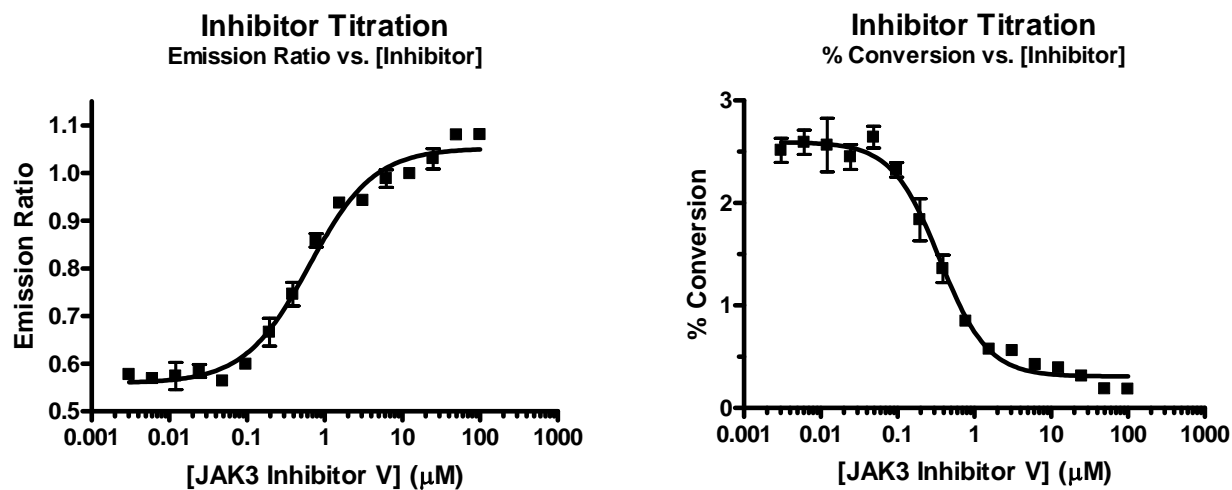 Inhibitor Titration
Emission Ratio vs. [Inhibitor]
Emission Ratio
1.1
1.0
0.9
0.8
0.7
0.6
0.5
0.001 0.01 0.1 1 10 100 1000
[JAK3 Inhibitor V] (μM)
Inhibitor Titration
% Conversion vs. [Inhibitor]
% Conversion
3
2
1
0
0.001 0.01 0.1 1 10 100 1000
[JAK3 Inhibitor V] (μM)